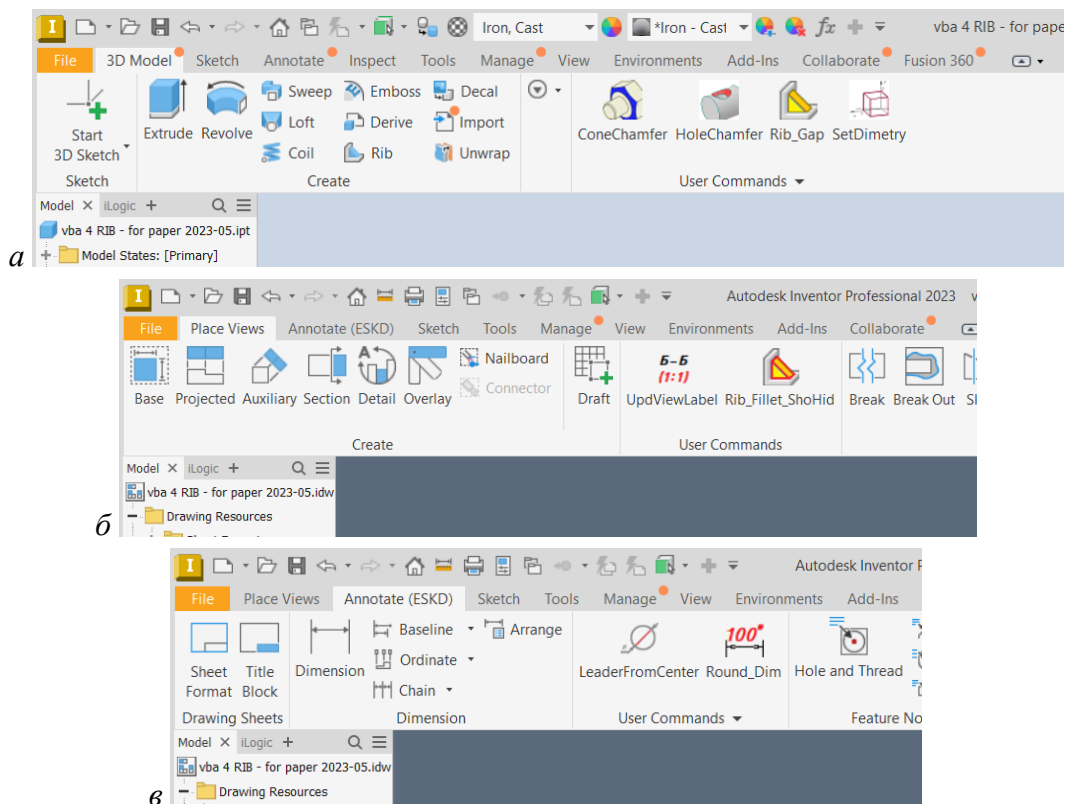 I Iron, Cast *Iron - Cast fx vba 4 RIB - for pape
File 3D Model Sketch Annotate Inspect Tools Manage View Environments Add-Ins Collaborate Fusion 360
Start 3D Sketch Extrude Revolve Sweep Emboss Decal
Loft Derive Import
Coil Rib Unwrap
ConeChamfer HoleChamfer Rib_Gap SetDimetry
Sketch Create User Commands
Model iLogic +
vba 4 RIB - for paper 2023-05.ipt
Model States: [Primary]
а
I Autodesk Inventor Professional 2023 v
File Place Views Annotate (ESKD) Sketch Tools Manage View Environments Add-Ins Collaborate
Base Projected Auxiliary Section Detail Overlay Nailboard
Connector
Draft Б-Б
(1:1)
UpdViewLabel Rib_Fillet_ShoHid Break Break Out Sl
Create User Commands
Model iLogic +
vba 4 RIB - for paper 2023-05.idw
Drawing Resources
б
I Autodesk Inventor P
File Place Views Annotate (ESKD) Sketch Tools Manage View Environments Add-Ins
Sheet Format Title Block Dimension Baseline Arrange
Ordinate
Chain
100*
LeaderFromCenter Round_Dim Hole and Thread
Drawing Sheets Dimension User Commands Feature No
Model iLogic +
vba 4 RIB - for paper 2023-05.idw
Drawing Resources
в